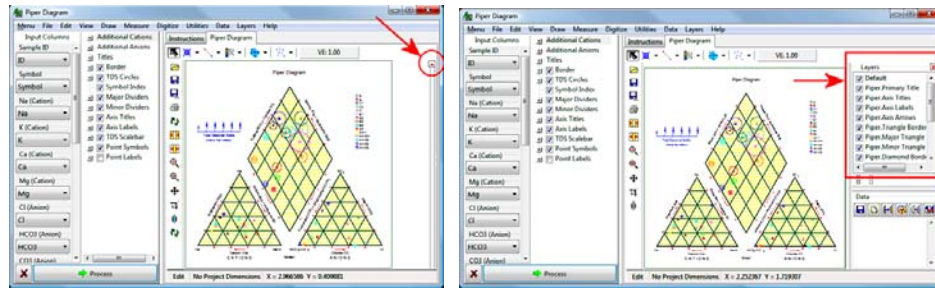 Piper Diagram
Menu File Edit View Draw Measure Digitize Utilities Data Layers Help
Input Columns
Sample ID
ID
Symbol
Symbol
Na (Cation)
Na
K (Cation)
K
Ca (Cation)
Ca
Mg (Cation)
Mg
Cl (Anion)
Cl
HCO3 (Anion)
HCO3
CO3 (Anion)
Additional Cations
Additional Anions
Titles
Border
TDS Circles
Symbol Index
Major Dividers
Minor Dividers
Axis Titles
Axis Labels
TDS Scalebar
Point Symbols
Point Labels
Process
Instructions Piper Diagram
VE: 1.00
Piper Diagram
CATIONS
ANIONS
Edit No Project Dimensions
Piper Diagram
Menu File Edit View Draw Measure Digitize Utilities Data Layers Help
Input Columns
Sample ID
ID
Symbol
Symbol
Na (Cation)
Na
K (Cation)
K
Ca (Cation)
Ca
Mg (Cation)
Mg
Cl (Anion)
Cl
HCO3 (Anion)
HCO3
CO3 (Anion)
Additional Cations
Additional Anions
Titles
Border
TDS Circles
Symbol Index
Major Dividers
Minor Dividers
Axis Titles
Axis Labels
TDS Scalebar
Point Symbols
Point Labels
Process
Instructions Piper Diagram
VE: 1.00
Piper Diagram
CATIONS
ANIONS
Layers
Default
Piper.Primary Title
Piper.Axis Titles
Piper.Axis Labels
Piper.Axis Arrows
Piper.Triangle Border
Piper.Major Triangle
Piper.Minor Triangle
Piper.Diamond Borde
Data
Edit No Project Dimensions X = 2.252367 Y = 1.719307